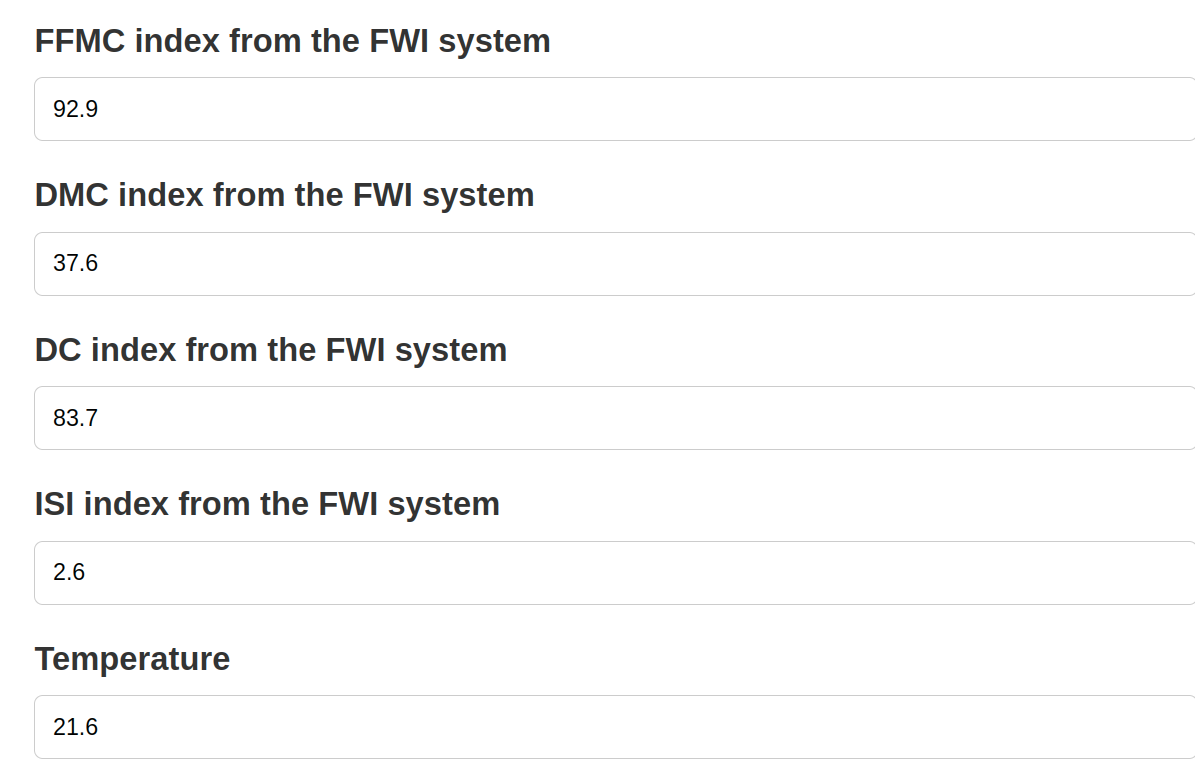 FFMC index from the FWI system
92.9
DMC index from the FWI system
37.6
DC index from the FWI system
83.7
ISI index from the FWI system
2.6
Temperature
21.6